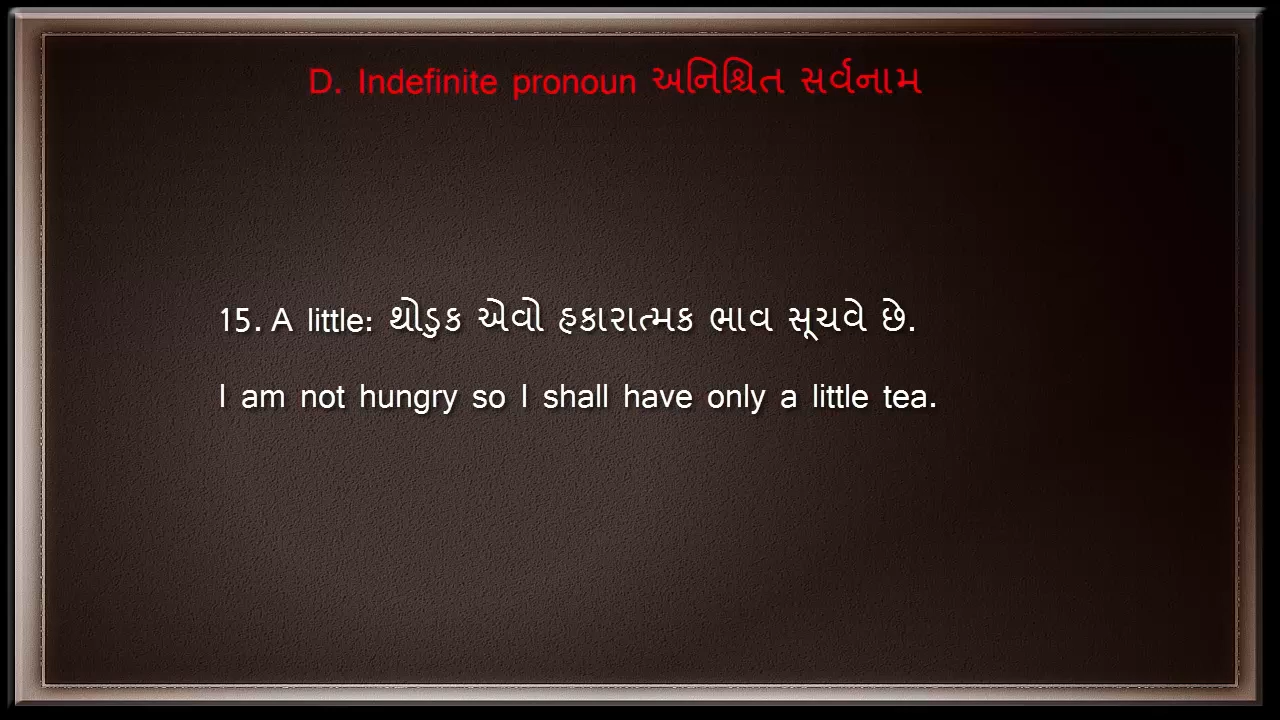 D. Indefinite pronoun અનિશ્ચિત સર્વનામ
15. A little: થોડુક એવો હકારાત્મક ભાવ સૂચવે છે.
I am not hungry so I shall have only a little tea.